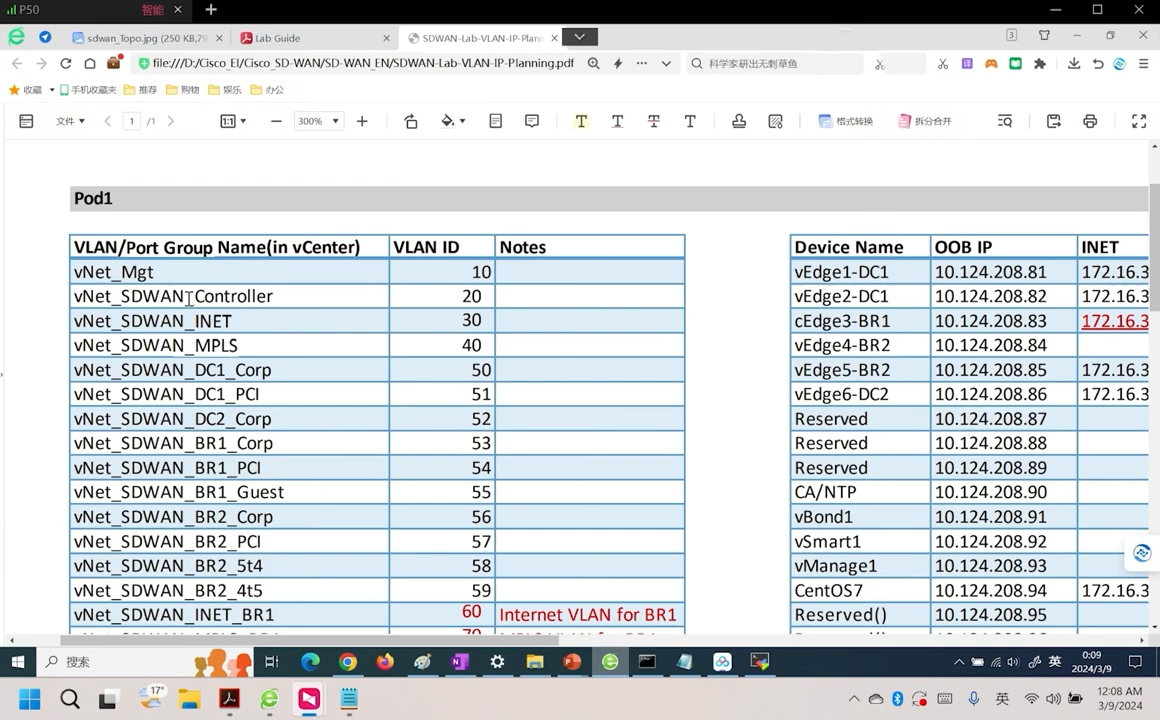 P50 智能
sdwan_Topo.jpg (250 KB,79
Lab Guide
SDWAN-Lab-VLAN-IP-Plann
3
file:///D:/Cisco_EI/Cisco_SD-WAN/SD-WAN_EN/SDWAN-Lab-VLAN-IP-Planning.pdf
科学家研出无刺草鱼
收藏 手机收藏夹 推荐 购物 娱乐 办公
文件 1 /1 1:1 300% T T T T 格式转换 拆分合并
Pod1
VLAN/Port Group Name(in vCenter) VLAN ID Notes
vNet_Mgt 10
vNet_SDWAN_Controller 20
vNet_SDWAN_INET 30
vNet_SDWAN_MPLS 40
vNet_SDWAN_DC1_Corp 50
vNet_SDWAN_DC1_PCI 51
vNet_SDWAN_DC2_Corp 52
vNet_SDWAN_BR1_Corp 53
vNet_SDWAN_BR1_PCI 54
vNet_SDWAN_BR1_Guest 55
vNet_SDWAN_BR2_Corp 56
vNet_SDWAN_BR2_PCI 57
vNet_SDWAN_BR2_5t4 58
vNet_SDWAN_BR2_4t5 59
vNet_SDWAN_INET_BR1 60 Internet VLAN for BR1
Device Name OOB IP INET
vEdge1-DC1 10.124.208.81 172.16.3
vEdge2-DC1 10.124.208.82 172.16.3
cEdge3-BR1 10.124.208.83 172.16.3
vEdge4-BR2 10.124.208.84
vEdge5-BR2 10.124.208.85 172.16.3
vEdge6-DC2 10.124.208.86 172.16.3
Reserved 10.124.208.87
Reserved 10.124.208.88
Reserved 10.124.208.89
CA/NTP 10.124.208.90
vBond1 10.124.208.91
vSmart1 10.124.208.92
vManage1 10.124.208.93
CentOS7 10.124.208.94 172.16.3
Reserved() 10.124.208.95
搜索
英
0:09
2024/3/9
17°
英
12:08 AM
3/9/2024